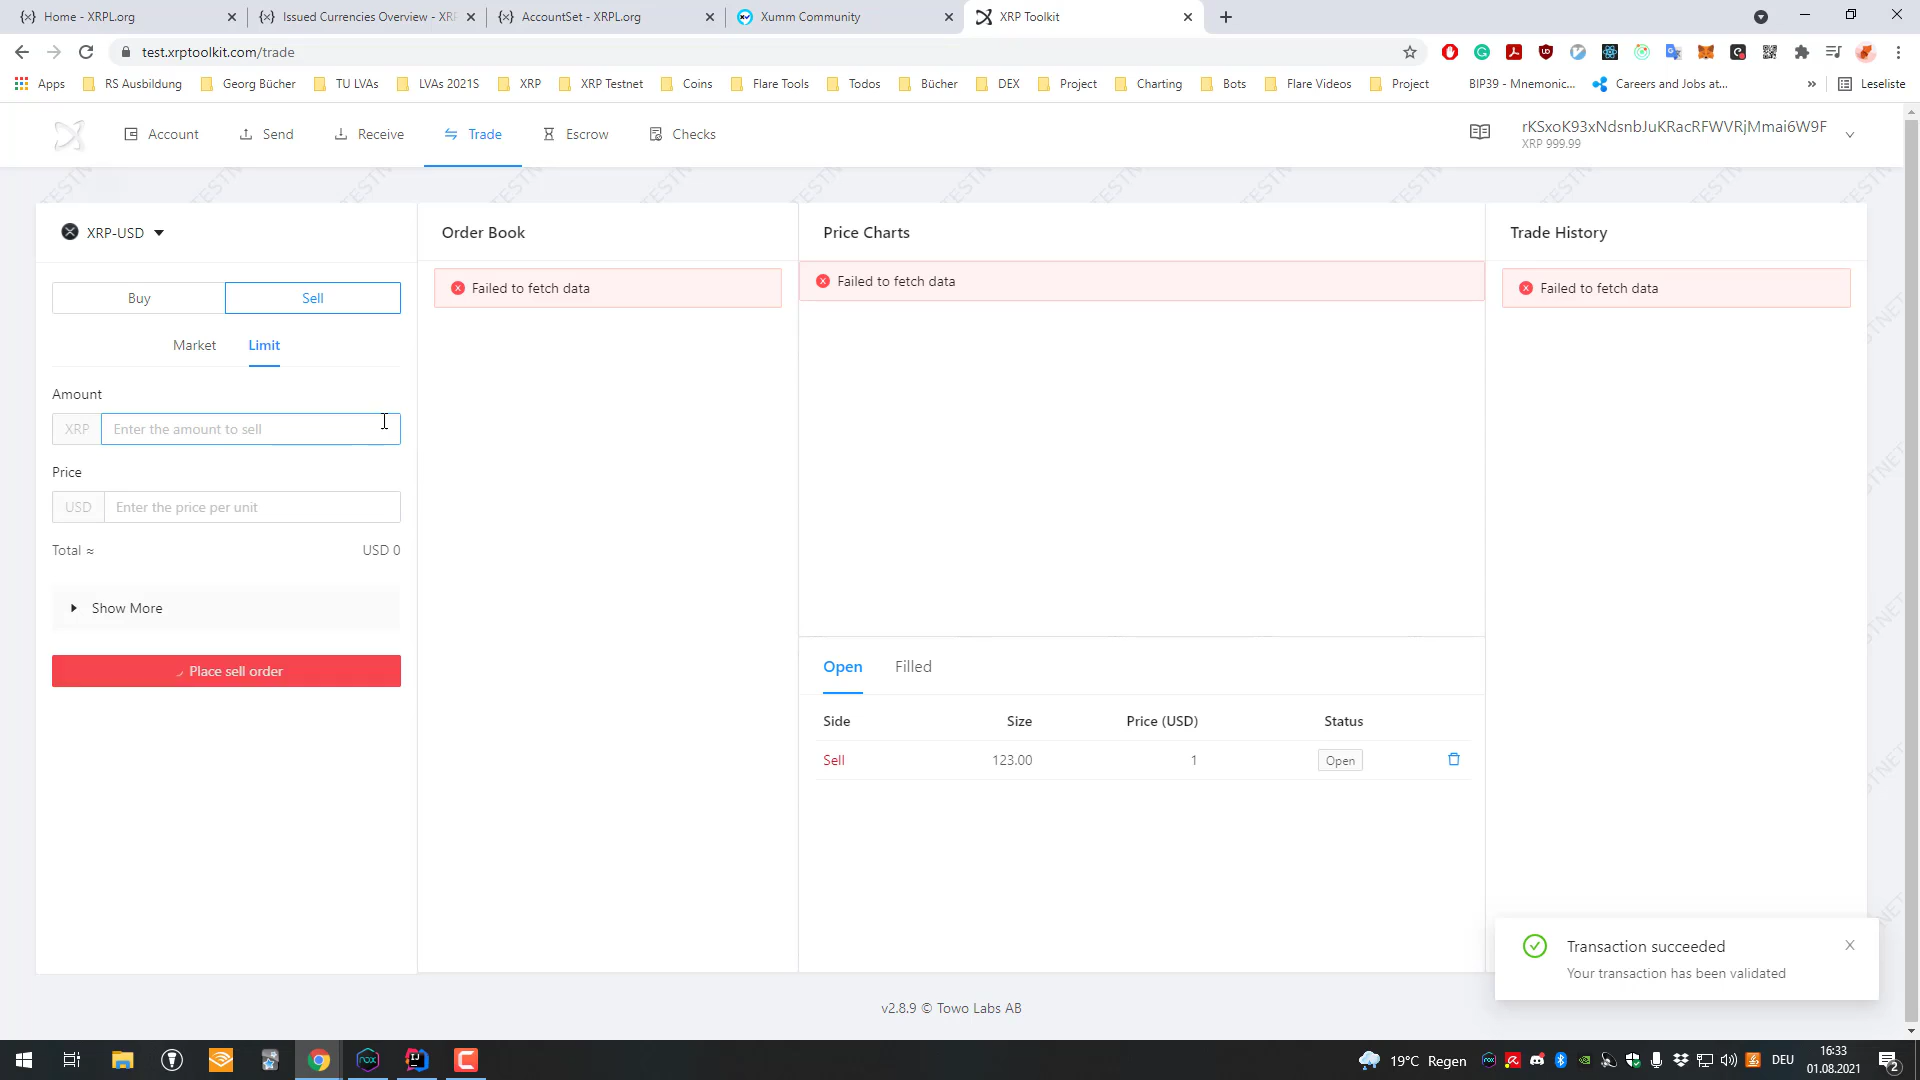 Home - XRPL.org
Issued Currencies Overview - XRP
AccountSet - XRPL.org
Xumm Community
XRP Toolkit
test.xrptoolkit.com/trade
Apps
RS Ausbildung
Georg Bücher
TU LVAs
LVAs 2021S
XRP
XRP Testnet
Coins
Flare Tools
Todos
Bücher
DEX
Project
Charting
Bots
Flare Videos
Project
BIP39 - Mnemonic...
Careers and Jobs at...
»
Leseliste
Account
Send
Receive
Trade
Escrow
Checks
rKSxoK93xNdsnbJuKRacRFWVRjMmai6W9F
XRP 999.99
TESTNET
XRP-USD
Order Book
Price Charts
Trade History
Buy
Sell
Failed to fetch data
Failed to fetch data
Failed to fetch data
Market
Limit
Amount
XRP
Enter the amount to sell
Price
USD
Enter the price per unit
Total ≈
USD 0
Show More
Place sell order
Open
Filled
Side
Size
Price (USD)
Status
Sell
123.00
1
Open
Transaction succeeded
Your transaction has been validated
v2.8.9 © Towo Labs AB
19°C Regen
DEU
16:33
01.08.2021
2